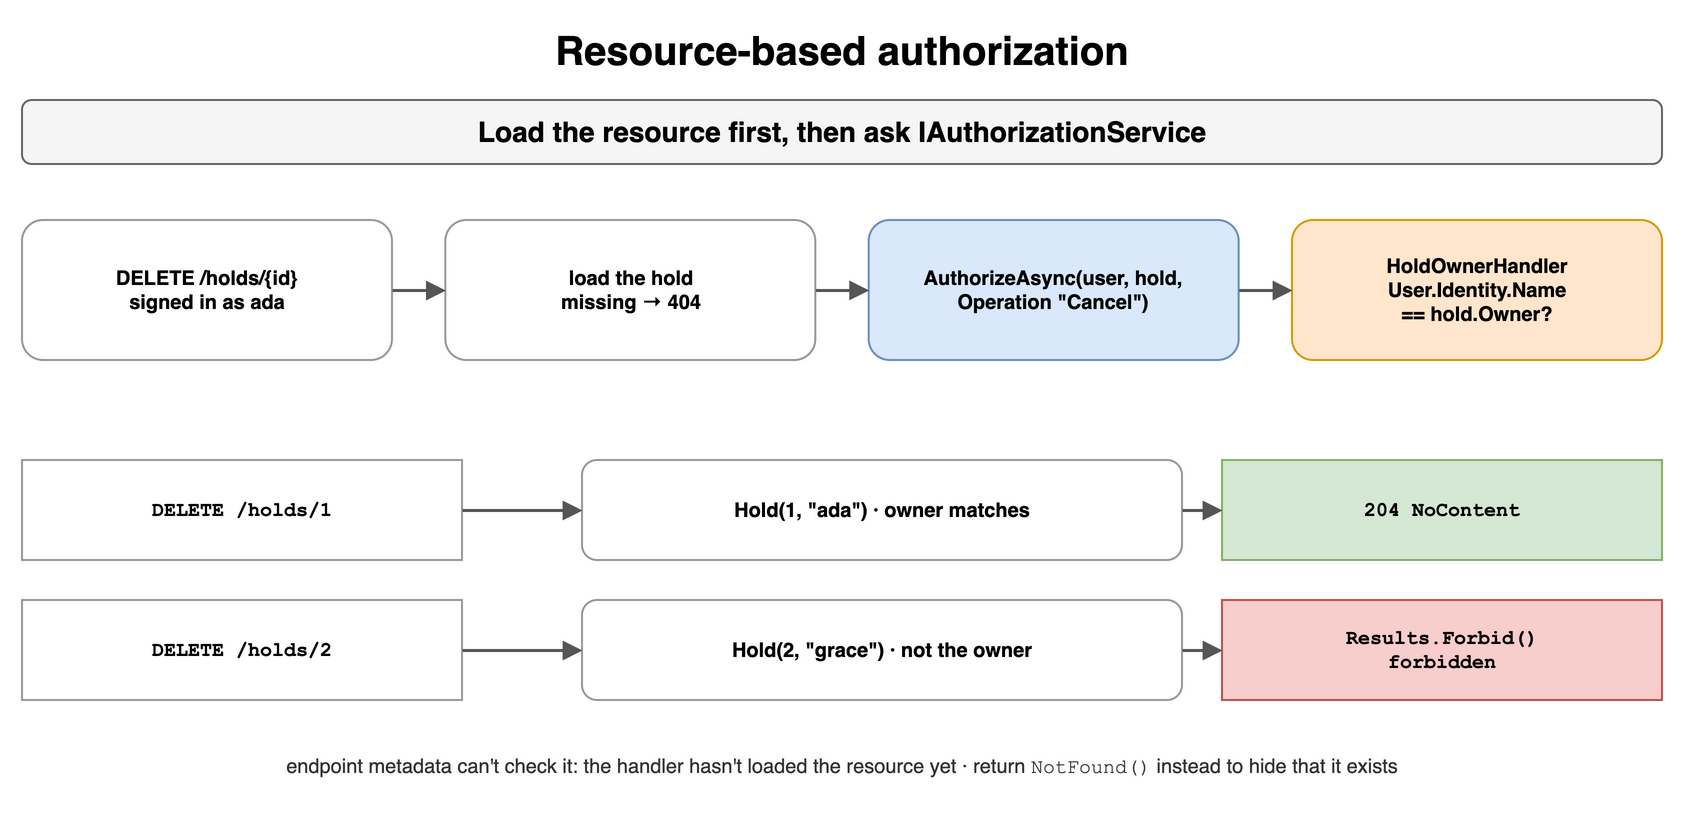 Resource-based authorization
Load the resource first, then ask IAuthorizationService
DELETE /holds/{id}
signed in as ada
load the hold
missing → 404
AuthorizeAsync(user, hold,
Operation "Cancel")
HoldOwnerHandler
User.Identity.Name
== hold.Owner?
DELETE /holds/1
Hold(1, "ada") · owner matches
204 NoContent
DELETE /holds/2
Hold(2, "grace") · not the owner
Results.Forbid()
forbidden
endpoint metadata can't check it: the handler hasn't loaded the resource yet · return NotFound() instead to hide that it exists